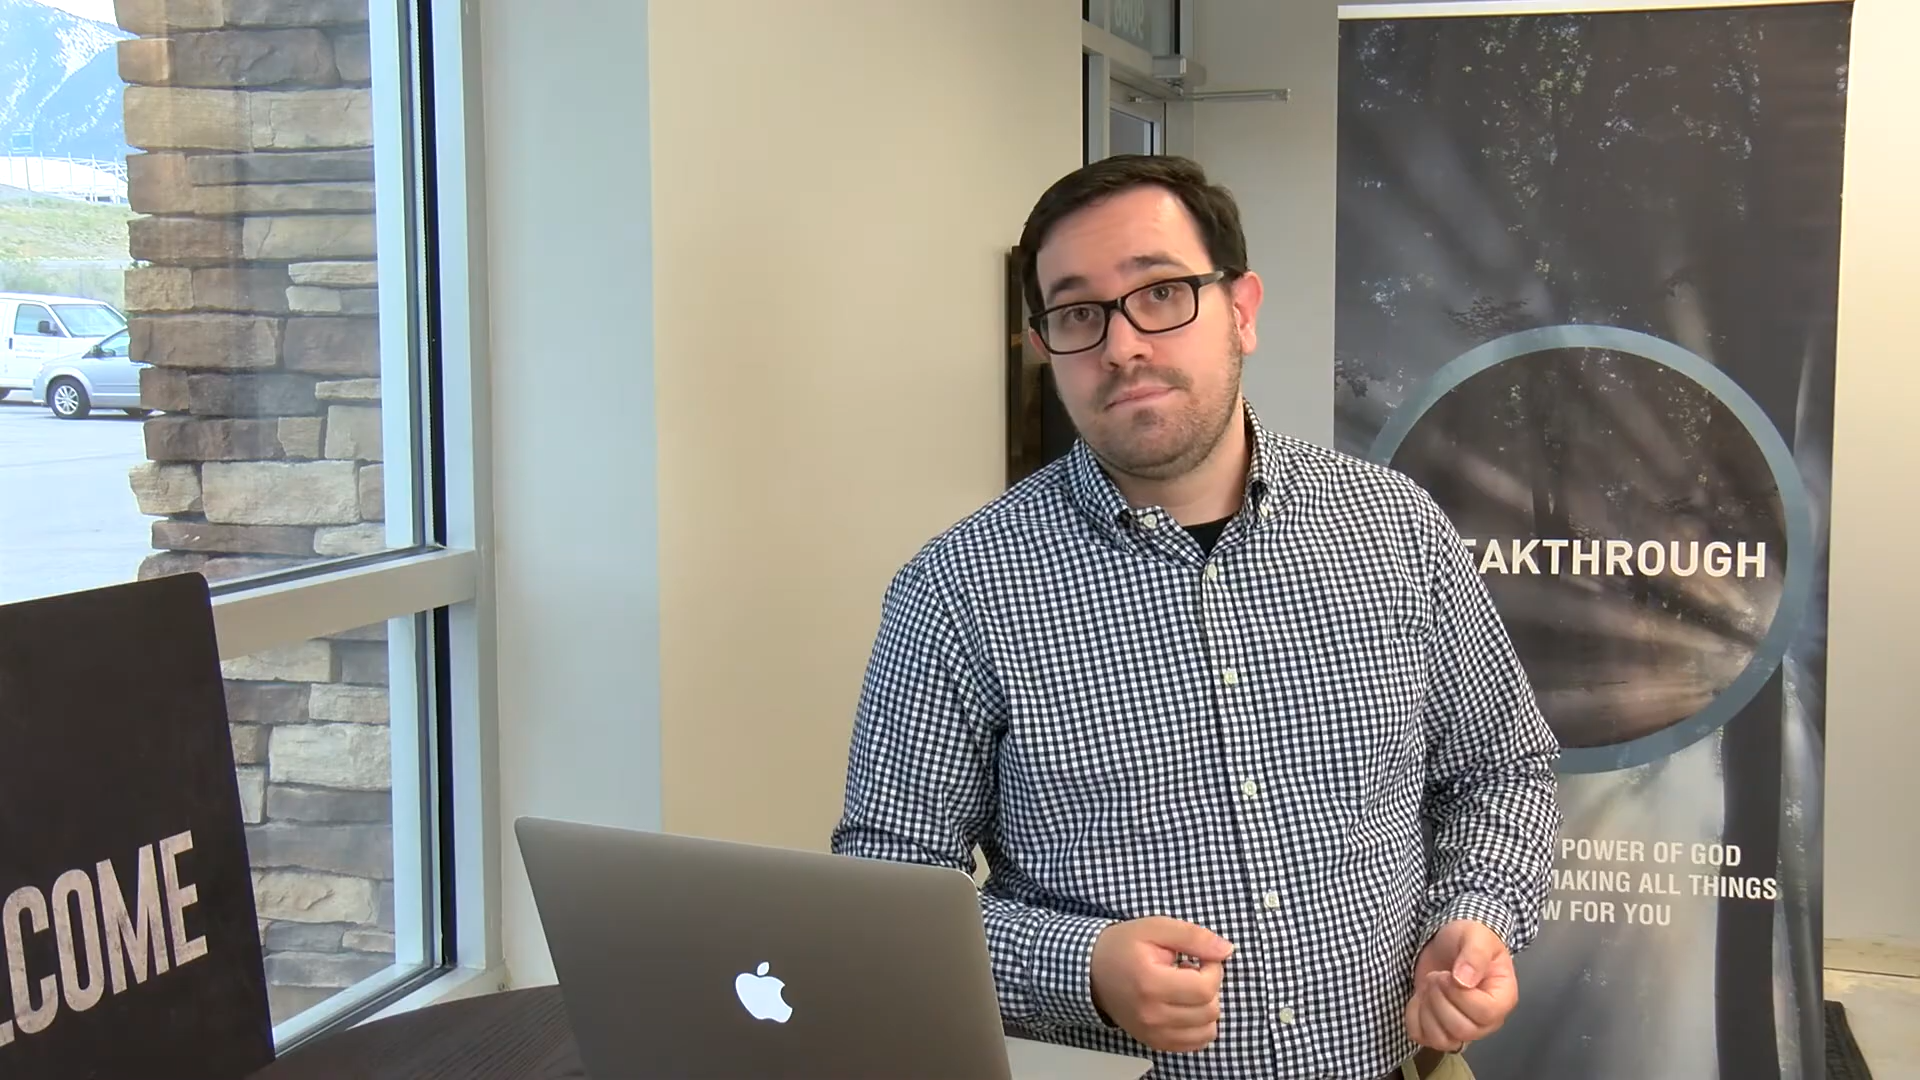 LCOME
EAKTHROUGH
POWER OF GOD
MAKING ALL THINGS
W FOR YOU